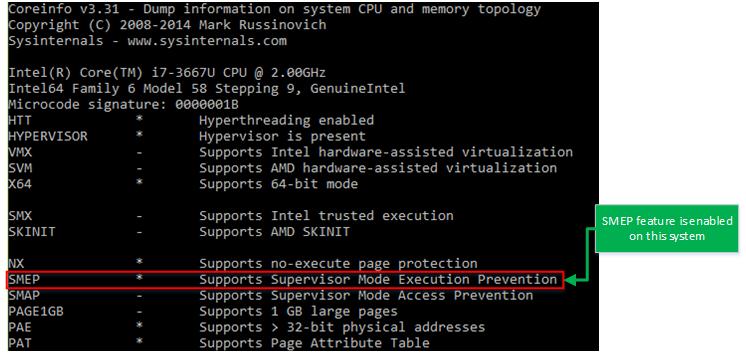 Coreinfo v3.31 - Dump information on system CPU and memory topology
Copyright (C) 2008-2014 Mark Russinovich
Sysinternals - www.sysinternals.com
Intel(R) Core(TM) i7-3667U CPU @ 2.00GHz
Intel64 Family 6 Model 58 Stepping 9, GenuineIntel
Microcode signature: 0000001B
HTT * Hyperthreading enabled
HYPERVISOR * Hypervisor is present
VMX - Supports Intel hardware-assisted virtualization
SVM - Supports AMD hardware-assisted virtualization
X64 * Supports 64-bit mode
SMX - Supports Intel trusted execution
SKINIT - Supports AMD SKINIT
NX * Supports no-execute page protection
SMEP * Supports Supervisor Mode Execution Prevention
SMAP - Supports Supervisor Mode Access Prevention
PAGE1GB - Supports 1 GB large pages
PAE * Supports > 32-bit physical addresses
PAT * Supports Page Attribute Table
SMEP feature is enabled
on this system